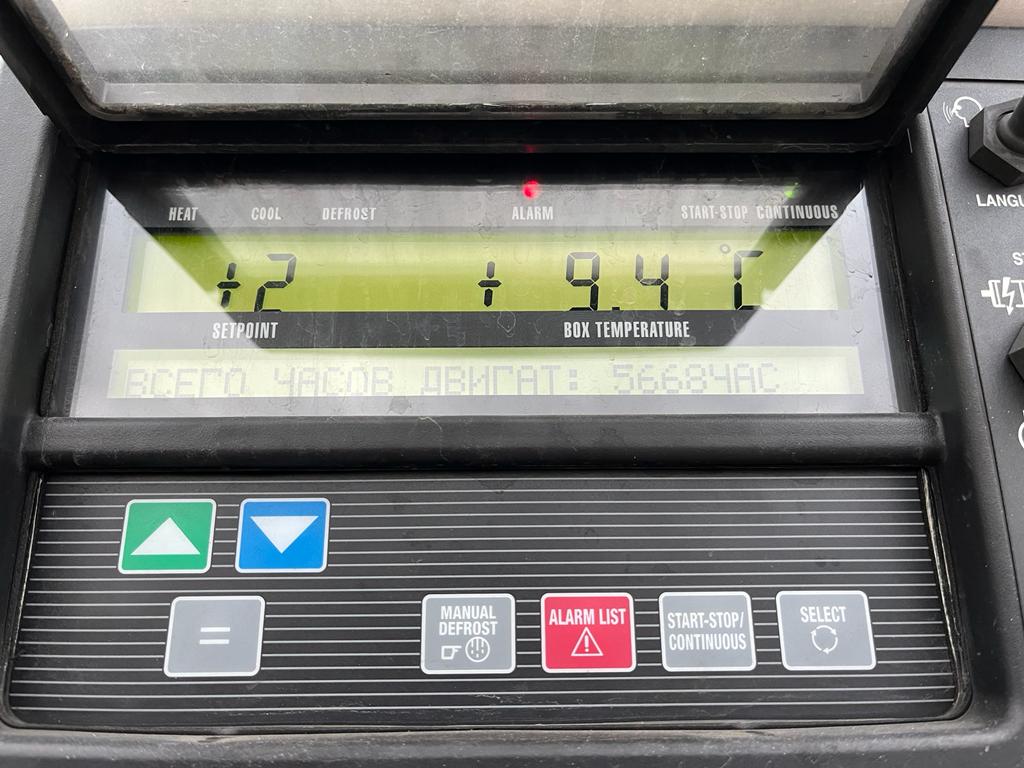 HEAT COOL DEFROST ALARM START-STOP CONTINUOUS
+2 + 9.4 °C
SETPOINT BOX TEMPERATURE
ВСЕГО ЧАСОВ ДВИГАТ: 5668ЧАС
MANUAL DEFROST
ALARM LIST
START-STOP/
CONTINUOUS
SELECT
=